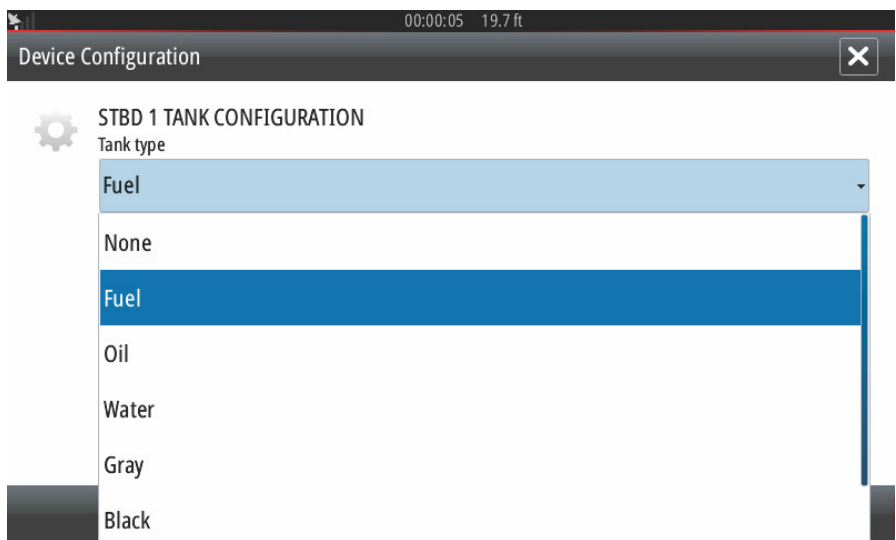 00:00:05 19.7 ft
Device Configuration
STBD 1 TANK CONFIGURATION
Tank type
Fuel
None
Fuel
Oil
Water
Gray
Black